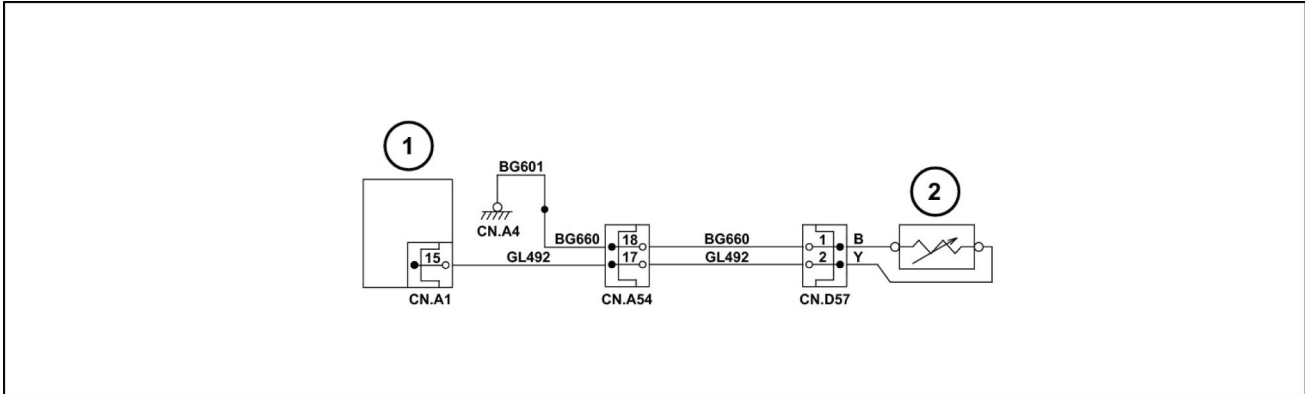 1
BG601
2
CN.A4
BG660 18 BG660 1 B
15 GL492 17 GL492 2 Y
CN.A1 CN.A54 CN.D57